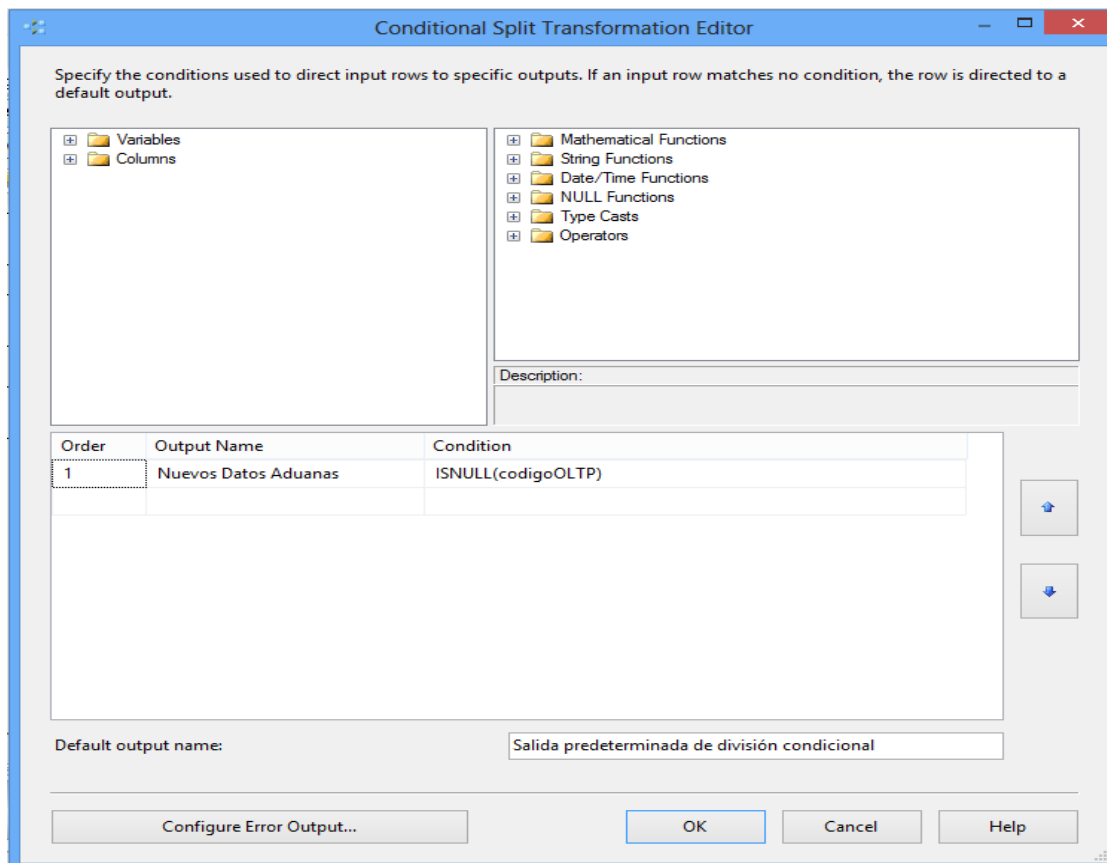 Conditional Split Transformation Editor
Specify the conditions used to direct input rows to specific outputs. If an input row matches no condition, the row is directed to a
default output.
Variables
Columns
Mathematical Functions
String Functions
Date/Time Functions
NULL Functions
Type Casts
Operators
Description:
Order Output Name Condition
1 Nuevos Datos Aduanas ISNULL(codigoOLTP)
Default output name: Salida predeterminada de división condicional
Configure Error Output... OK Cancel Help